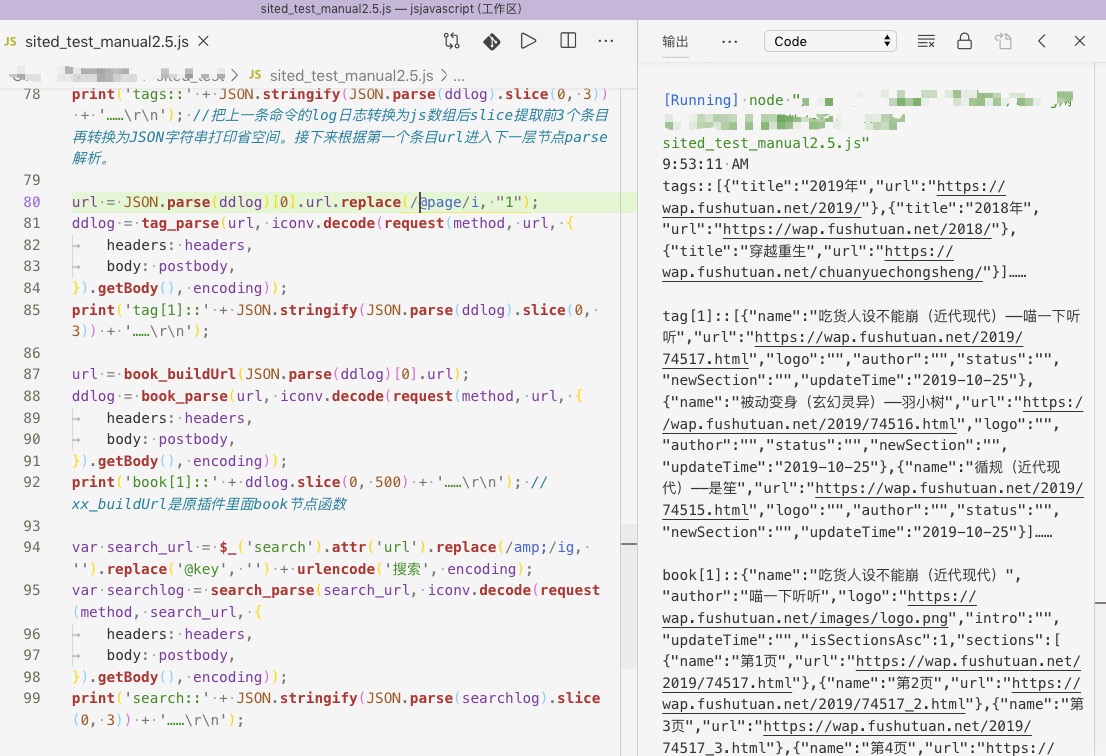 sited_test_manual2.5.js — jsjavascript (工作区)
JS sited_test_manual2.5.js
输出 ··· Code
JS sited_test_manual2.5.js > ...
78 print('tags::' + JSON.stringify(JSON.parse(ddlog).slice(0, 3))
+ '……\r\n'); //把上一条命令的log日志转换为js数组后slice提取前3个条目
再转换为JSON字符串打印省空间。接下来根据第一个条目url进入下一层节点parse
解析。
79
80 url = JSON.parse(ddlog)[0].url.replace(/@page/i, "1");
81 ddlog = tag_parse(url, iconv.decode(request(method, url, {
82 headers: headers,
83 body: postbody,
84 }).getBody(), encoding));
85 print('tag[1]::' + JSON.stringify(JSON.parse(ddlog).slice(0,
3)) + '……\r\n');
86
87 url = book_buildUrl(JSON.parse(ddlog)[0].url);
88 ddlog = book_parse(url, iconv.decode(request(method, url, {
89 headers: headers,
90 body: postbody,
91 }).getBody(), encoding));
92 print('book[1]::' + ddlog.slice(0, 500) + '……\r\n'); //
xx_buildUrl是原插件里面book节点函数
93
94 var search_url = $_('search').attr('url').replace(/amp;/ig,
'').replace('@key', '') + urlencode('搜索', encoding);
95 var searchlog = search_parse(search_url, iconv.decode(request
(method, search_url, {
96 headers: headers,
97 body: postbody,
98 }).getBody(), encoding));
99 print('search::' + JSON.stringify(JSON.parse(searchlog).slice
(0, 3)) + '……\r\n');
[Running] node "
sited_test_manual2.5.js"
9:53:11 AM
tags::[{"title":"2019年","url":"https://
wap.fushutuan.net/2019/"},{"title":"2018年",
"url":"https://wap.fushutuan.net/2018/"},
{"title":"穿越重生","url":"https://
wap.fushutuan.net/chuanyuechongsheng/"}]……
tag[1]::[{"name":"吃货人设不能崩（近代现代）——喵一下听
听","url":"https://wap.fushutuan.net/2019/
74517.html","logo":"","author":"","status":"",
"newSection":"","updateTime":"2019-10-25"},
{"name":"被动变身（玄幻灵异）——羽小树","url":"https:/
/wap.fushutuan.net/2019/74516.html","logo":"",
"author":"","status":"","newSection":"",
"updateTime":"2019-10-25"},{"name":"循规（近代现
代）——是笙","url":"https://wap.fushutuan.net/2019/
74515.html","logo":"","author":"","status":"",
"newSection":"","updateTime":"2019-10-25"}]……
book[1]::{"name":"吃货人设不能崩（近代现代）",
"author":"喵一下听听","logo":"https://
wap.fushutuan.net/images/logo.png","intro":"",
"updateTime":"","isSectionsAsc":1,"sections":[
{"name":"第1页","url":"https://wap.fushutuan.net/
2019/74517.html"},{"name":"第2页","url":"https://
wap.fushutuan.net/2019/74517_2.html"},{"name":"第
3页","url":"https://wap.fushutuan.net/2019/
74517_3.html"},{"name":"第4页","url":"https://